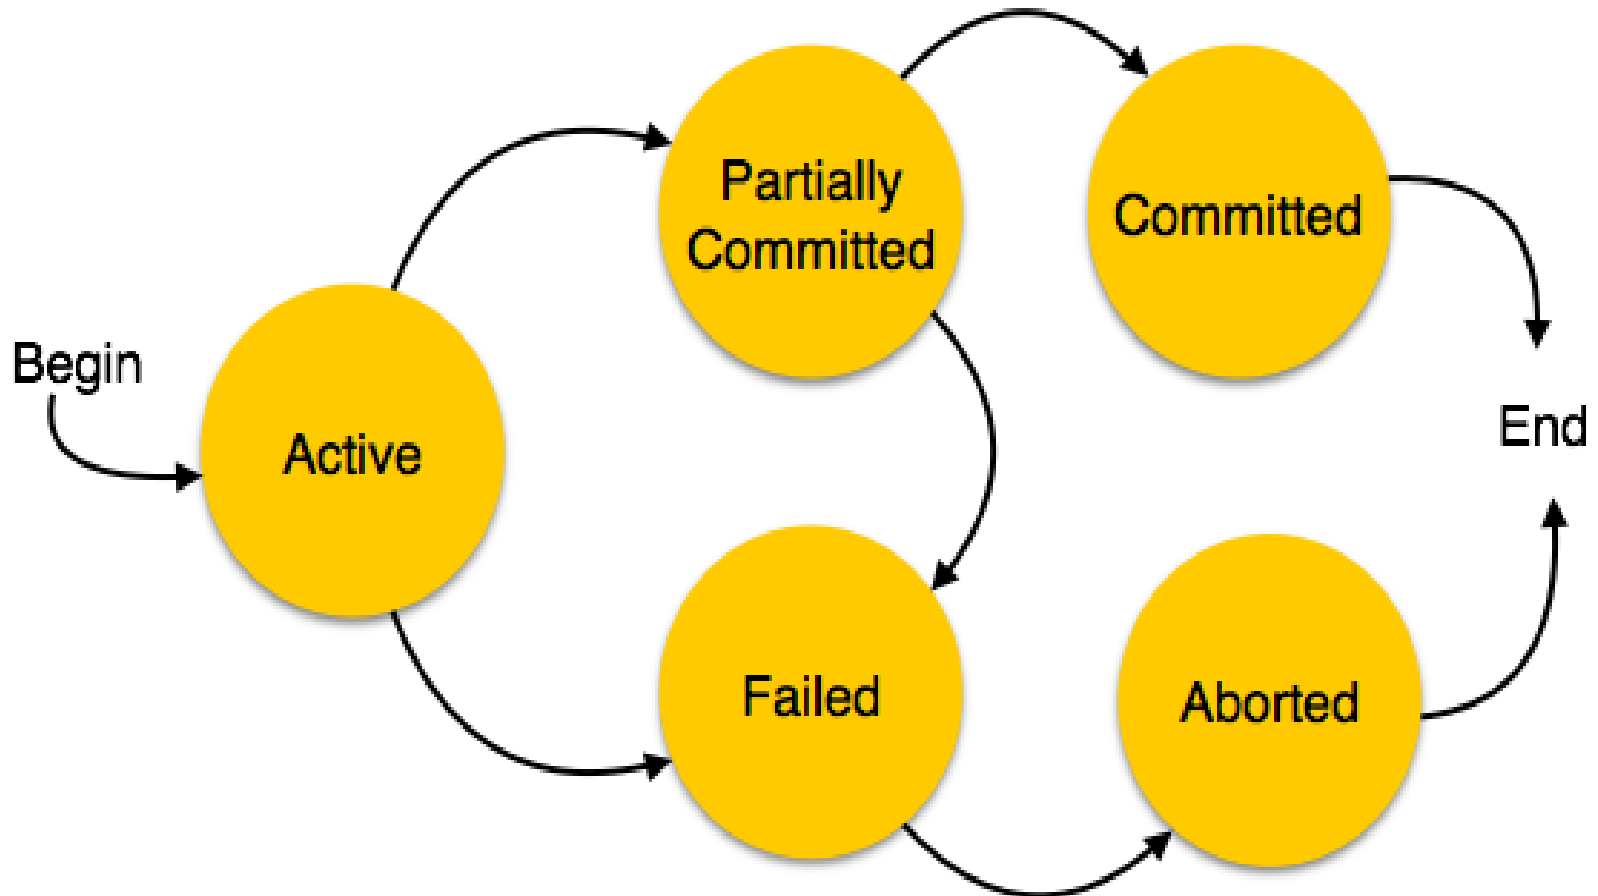 Begin
Active
Partially
Committed
Committed
Failed
Aborted
End